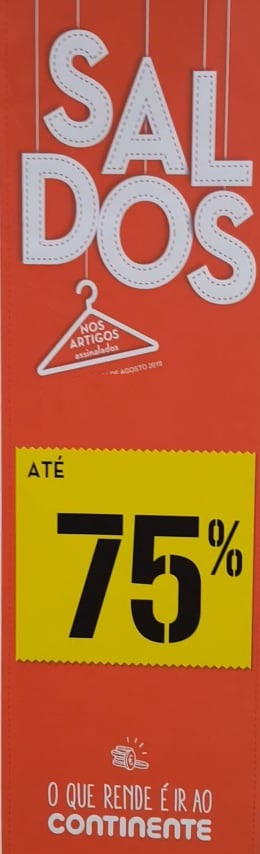 SAL
DOS
NOS
ARTIGOS
assinalados
DE AGOSTO 2019
ATÉ
75%
O QUE RENDE É IR AO
CONTINENTE